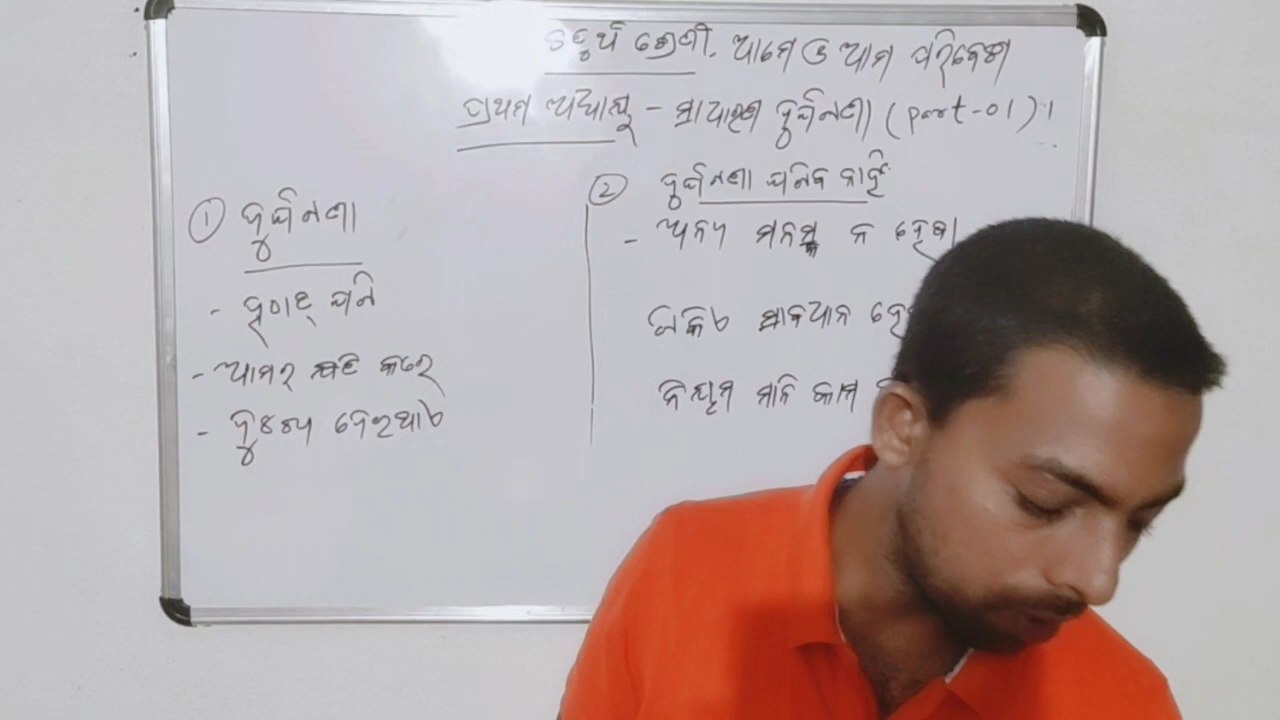 ଚତୁର୍ଥ ଶ୍ରେଣୀ. ଆମେ ଓ ଆମ ପରିବେଶ
ପ୍ରଥମ ଅଧ୍ୟାୟ - ସାଧାରଣ ଦୁର୍ଘଟଣା (part-01) ।
① ଦୁର୍ଘଟଣା
- ହଠାତ୍ ଘଟି
- ଆମର କ୍ଷତି କରେ
- ଦୁଃଖ ଦେଇଥାଏ
② ଦୁର୍ଘଟଣା ଘଟିବ ନାହିଁ
- ଅନ୍ୟ ମନସ୍କ ନ ହେବା
ଟିକିଏ ସାବଧାନ
ନିୟମ ମାନି କାମ